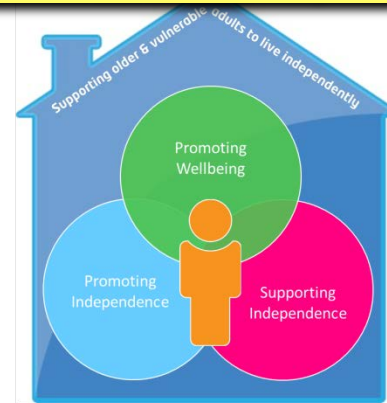 Supporting older & vulnerable adults to live independently
Promoting
Wellbeing
Promoting
Independence
Supporting
Independence